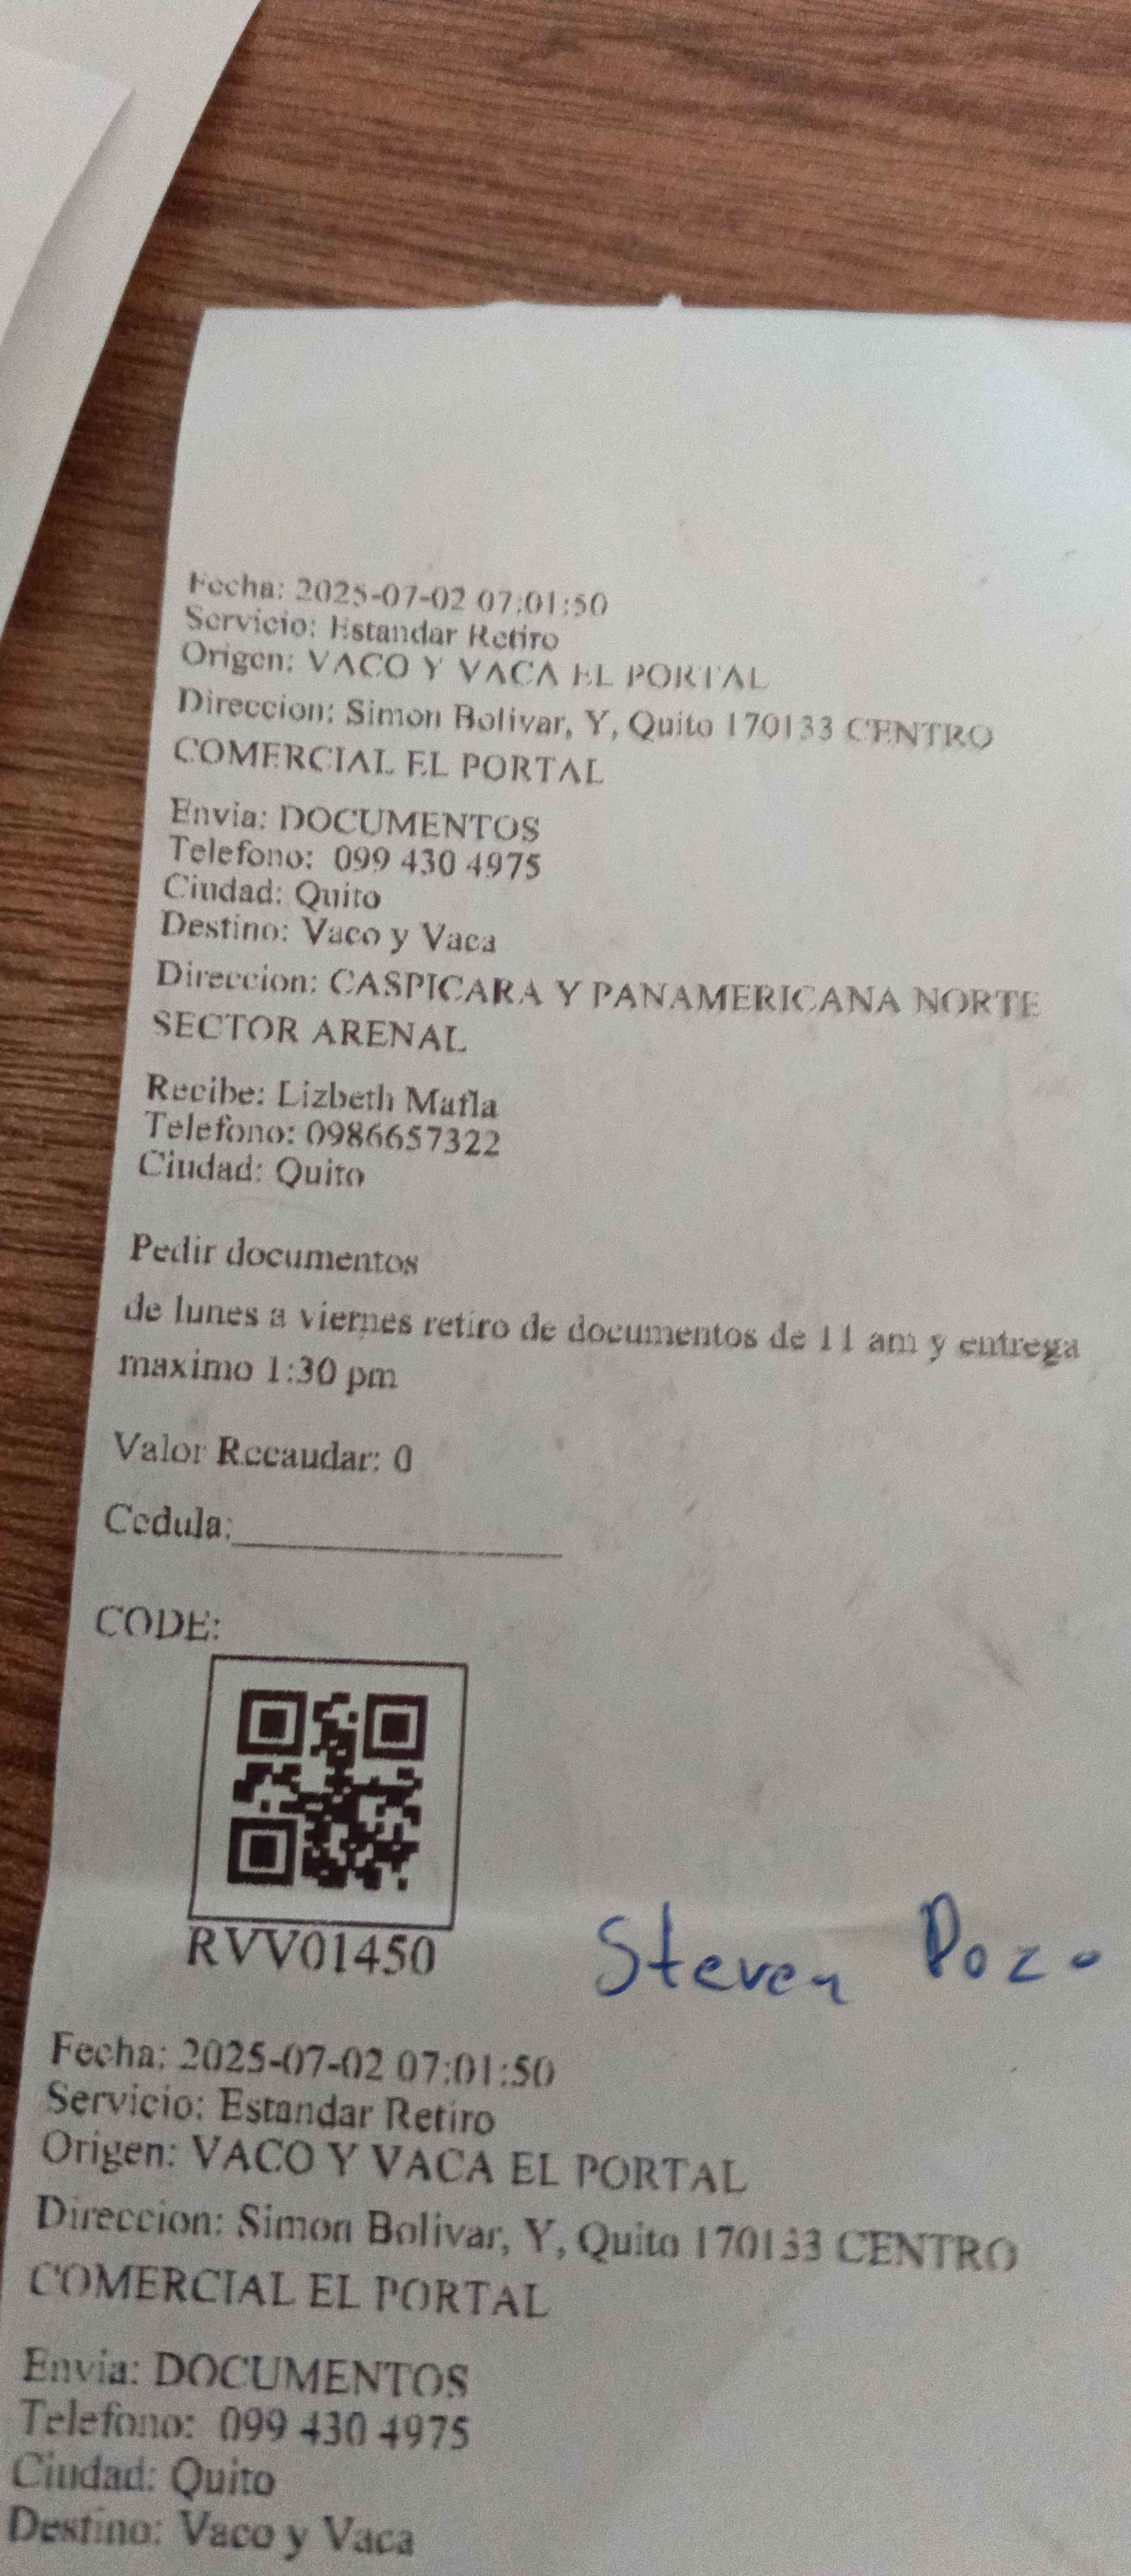 Fecha: 2025-07-02 07:01:50
Servicio: Estandar Retiro
Origen: VACO Y VACA EL PORTAL
Direccion: Simon Bolivar, Y, Quito 170133 CENTRO
COMERCIAL EL PORTAL
Envia: DOCUMENTOS
Telefono: 099 430 4975
Ciudad: Quito
Destino: Vaco y Vaca
Direccion: CASPICARA Y PANAMERICANA NORTE
SECTOR ARENAL
Recibe: Lizbeth Mafla
Telefono: 0986657322
Ciudad: Quito
Pedir documentos
de lunes a viernes retiro de documentos de 11 am y entrega
maximo 1:30 pm
Valor Recaudar: 0
Cedula:
CODE:
RVV01450
Steven Pozo
Fecha: 2025-07-02 07:01:50
Servicio: Estandar Retiro
Origen: VACO Y VACA EL PORTAL
Direccion: Simon Bolivar, Y, Quito 170133 CENTRO
COMERCIAL EL PORTAL
Envia: DOCUMENTOS
Telefono: 099 430 4975
Ciudad: Quito
Destino: Vaco y Vaca